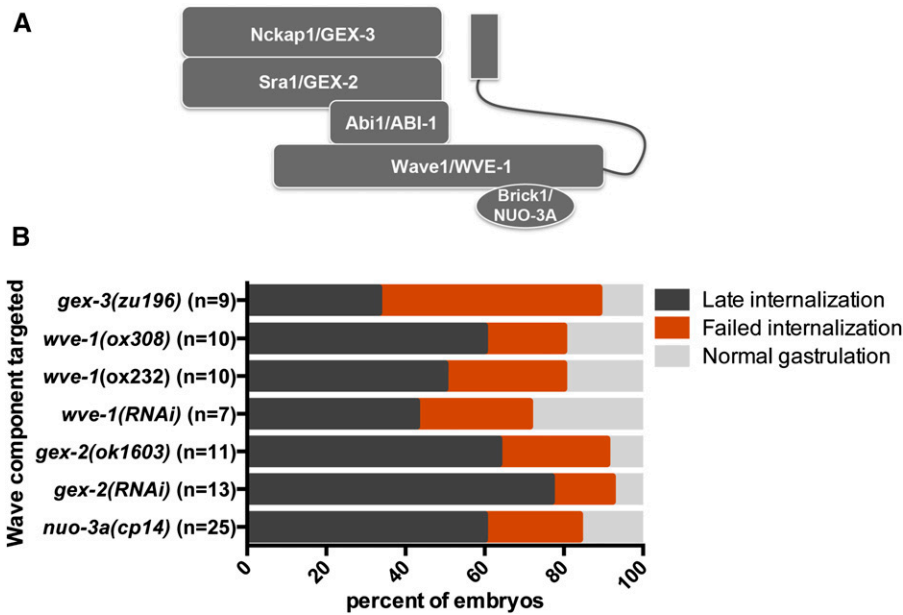 A
Nckap1/GEX-3
Sra1/GEX-2
Abi1/ABI-1
Wave1/WVE-1
Brick1/
NUO-3A
B
Wave component targeted
gex-3(zu196) (n=9)
wve-1(ox308) (n=10)
wve-1(ox232) (n=10)
wve-1(RNAi) (n=7)
gex-2(ok1603) (n=11)
gex-2(RNAi) (n=13)
nuo-3a(cp14) (n=25)
0 20 40 60 80 100
percent of embryos
Late internalization
Failed internalization
Normal gastrulation